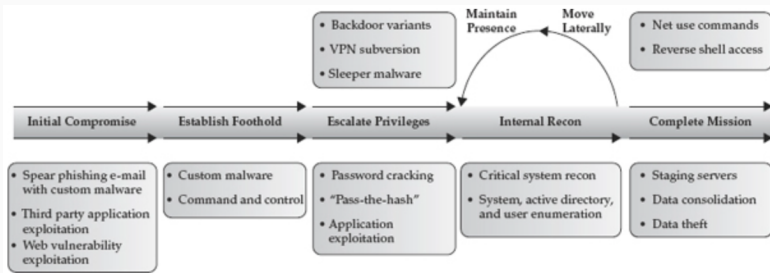 • Backdoor variants
• VPN subversion
• Sleeper malware
Maintain
Presence
Move
Laterally
• Net use commands
• Reverse shell access
Initial Compromise
Establish Foothold
Escalate Privileges
Internal Recon
Complete Mission
• Spear phishing e-mail
with custom malware
• Third party application
exploitation
• Web vulnerability
exploitation
• Custom malware
• Command and control
• Password cracking
• “Pass-the-hash”
• Application
exploitation
• Critical system recon
• System, active directory,
and user enumeration
• Staging servers
• Data consolidation
• Data theft